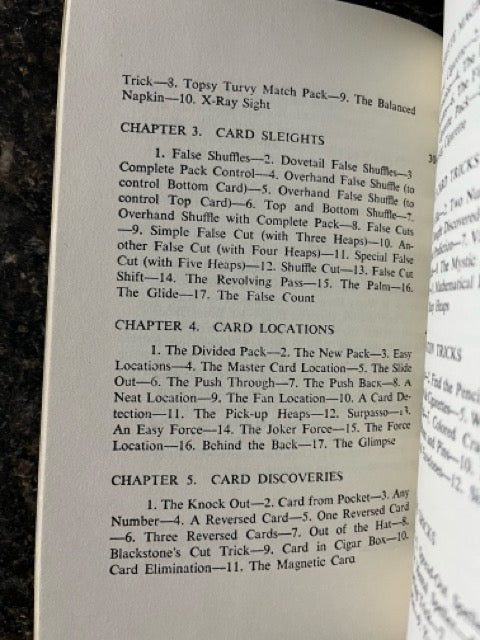 Trick—8. Topsy Turvy Match Pack—9. The Balanced
Napkin—10. X-Ray Sight
CHAPTER 3. CARD SLEIGHTS
1. False Shuffles—2. Dovetail False Shuffles—3
Complete Pack Control—4. Overhand False Shuffle (to
control Bottom Card)—5. Overhand False Shuffle (to
control Top Card)—6. Top and Bottom Shuffle—7.
Overhand Shuffle with Complete Pack—8. False Cuts
—9. Simple False Cut (with Three Heaps)—10. An-
other False Cut (with Four Heaps)—11. Special False
Cut (with Five Heaps)—12. Shuffle Cut—13. False Cut
Shift—14. The Revolving Pass—15. The Palm—16.
The Glide—17. The False Count
CHAPTER 4. CARD LOCATIONS
1. The Divided Pack—2. The New Pack—3. Easy
Locations—4. The Master Card Location—5. The Slide
Out—6. The Push Through—7. The Push Back—8. A
Neat Location—9. The Fan Location—10. A Card De-
tection—11. The Pick-up Heaps—12. Surpasso—13.
An Easy Force—14. The Joker Force—15. The Force
Location—16. Behind the Back—17. The Glimpse
CHAPTER 5. CARD DISCOVERIES
1. The Knock Out—2. Card from Pocket—3. Any
Number—4. A Reversed Card—5. One Reversed Card
—6. Three Reversed Cards—7. Out of the Hat—8.
Blackstone's Cut Trick—9. Card in Cigar Box—10.
Card Elimination—11. The Magnetic Card
30